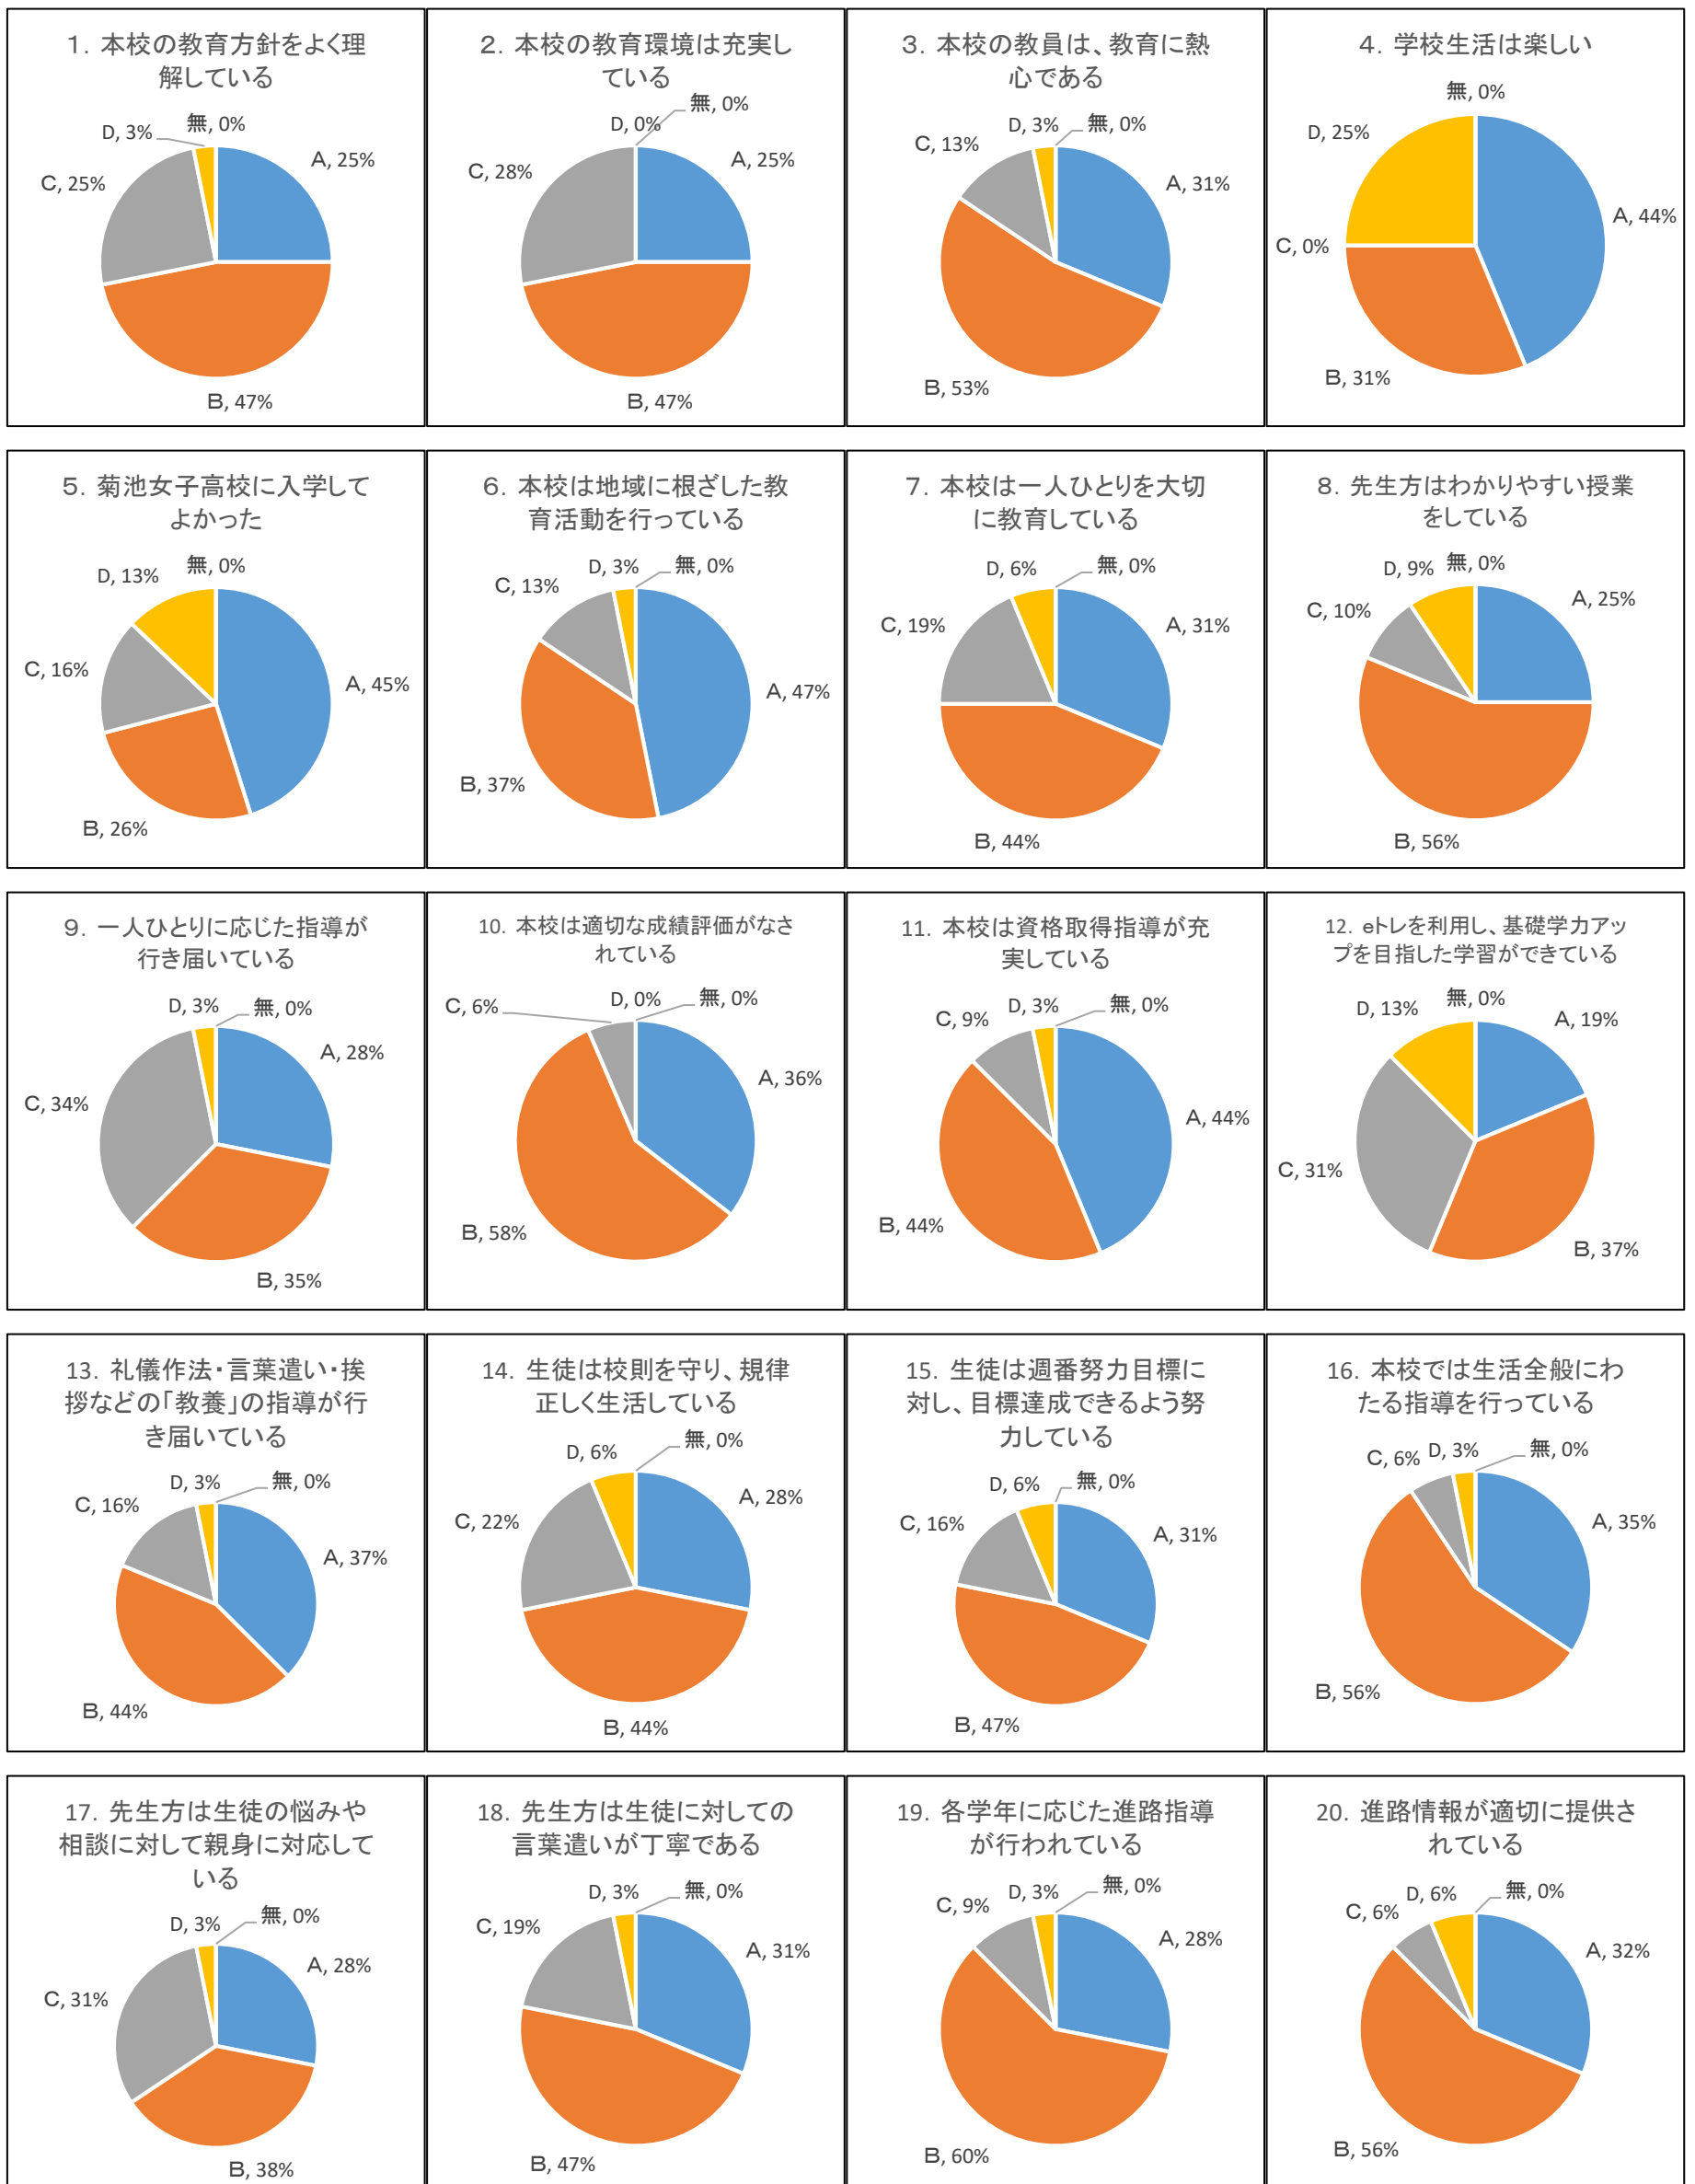 1．本校の教育方針をよく理
解している
無, 0%
D, 3%
A, 25%
C, 25%
B, 47%
2．本校の教育環境は充実し
ている
無, 0%
D, 0%
A, 25%
C, 28%
B, 47%
3．本校の教員は、教育に熱
心である
D, 3%
無, 0%
C, 13%
A, 31%
B, 53%
4．学校生活は楽しい
無, 0%
D, 25%
A, 44%
C, 0%
B, 31%
5．菊池女子高校に入学して
よかった
無, 0%
D, 13%
C, 16%
A, 45%
B, 26%
6．本校は地域に根ざした教
育活動を行っている
D, 3%
無, 0%
C, 13%
A, 47%
B, 37%
7．本校は一人ひとりを大切
に教育している
無, 0%
D, 6%
C, 19%
A, 31%
B, 44%
8．先生方はわかりやすい授業
をしている
無, 0%
D, 9%
A, 25%
C, 10%
B, 56%
9．一人ひとりに応じた指導が
行き届いている
D, 3%
無, 0%
A, 28%
C, 34%
B, 35%
10．本校は適切な成績評価がなさ
れている
C, 6%
D, 0%
無, 0%
A, 36%
B, 58%
11．本校は資格取得指導が充
実している
D, 3%
無, 0%
C, 9%
A, 44%
B, 44%
12．eトレを利用し、基礎学力アッ
プを目指した学習ができている
無, 0%
D, 13%
A, 19%
C, 31%
B, 37%
13．礼儀作法・言葉遣い・挨
拶などの「教養」の指導が行
き届いている
D, 3%
無, 0%
C, 16%
A, 37%
B, 44%
14．生徒は校則を守り、規律
正しく生活している
無, 0%
D, 6%
A, 28%
C, 22%
B, 44%
15．生徒は週番努力目標に
対し、目標達成できるよう努
力している
D, 6%
無, 0%
C, 16%
A, 31%
B, 47%
16．本校では生活全般にわ
たる指導を行っている
C, 6%
D, 3%
無, 0%
A, 35%
B, 56%
17．先生方は生徒の悩みや
相談に対して親身に対応して
いる
無, 0%
D, 3%
A, 28%
C, 31%
B, 38%
18．先生方は生徒に対しての
言葉遣いが丁寧である
D, 3%
無, 0%
C, 19%
A, 31%
B, 47%
19．各学年に応じた進路指導
が行われている
D, 3%
無, 0%
C, 9%
A, 28%
B, 60%
20．進路情報が適切に提供さ
れている
D, 6%
無, 0%
C, 6%
A, 32%
B, 56%